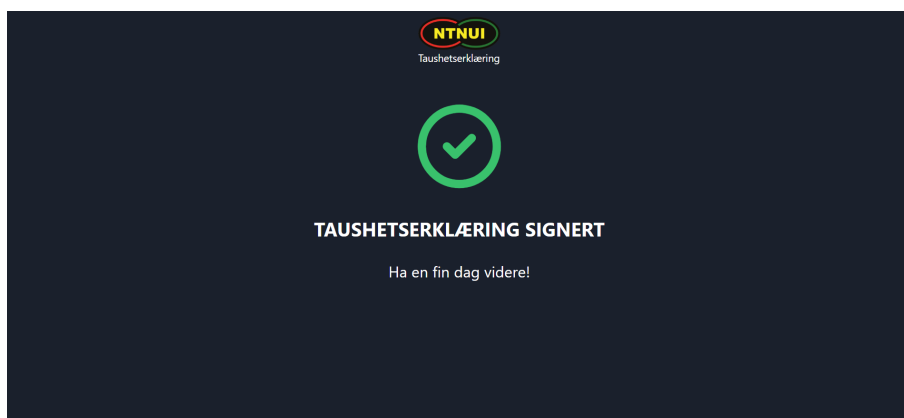 NTNUI
Taushetserklæring
TAUSHETSERKLÆRING SIGNERT
Ha en fin dag videre!